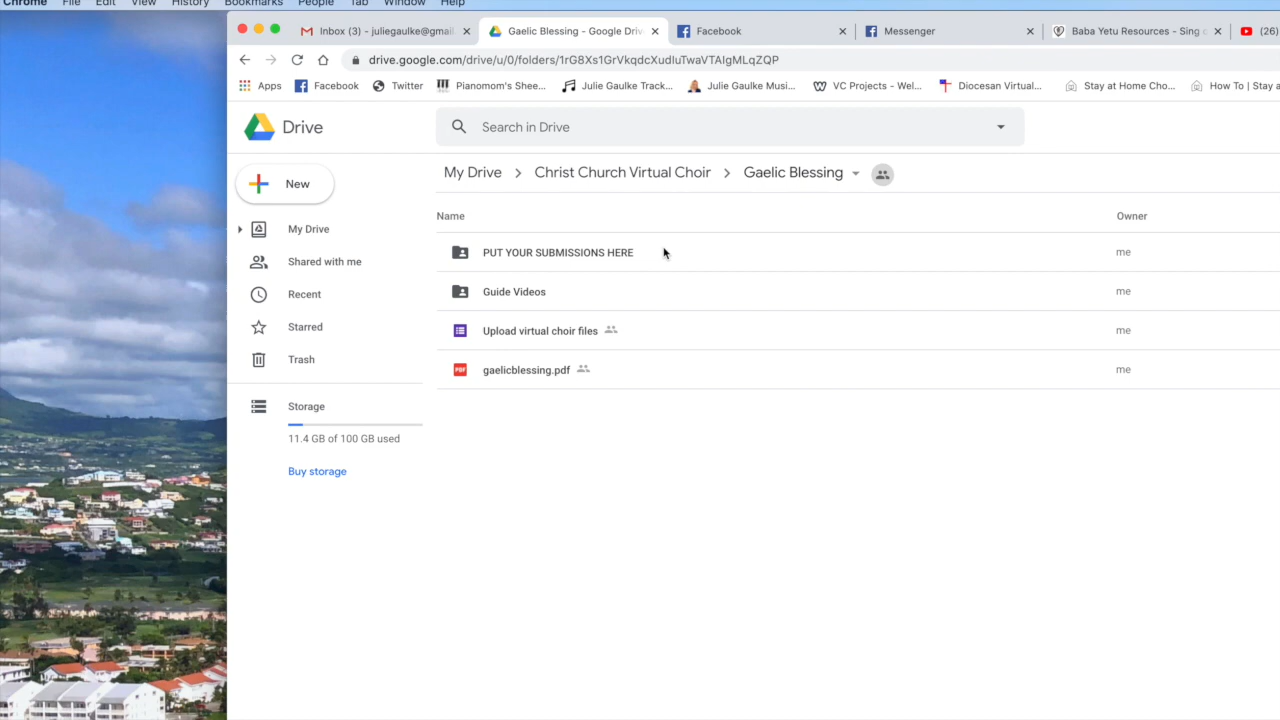 Chrome File Edit View History Bookmarks People Tab Window Help
Inbox (3) - juliegaulke@gmail Gaelic Blessing - Google Driv Facebook Messenger Baba Yetu Resources - Sing (26)
drive.google.com/drive/u/0/folders/1rG8Xs1GrVkqdcXudIuTwaVTAIgMLqZQP
Apps Facebook Twitter Pianomom's Shee... Julie Gaulke Track... Julie Gaulke Musi... VC Projects - Wel... Diocesan Virtual... Stay at Home Cho... How To | Stay a
Drive Search in Drive
My Drive Christ Church Virtual Choir Gaelic Blessing
New
Name Owner
My Drive
Shared with me
Recent
Starred
Trash
Storage
11.4 GB of 100 GB used
Buy storage
PUT YOUR SUBMISSIONS HERE me
Guide Videos me
Upload virtual choir files me
PDF gaelicblessing.pdf me